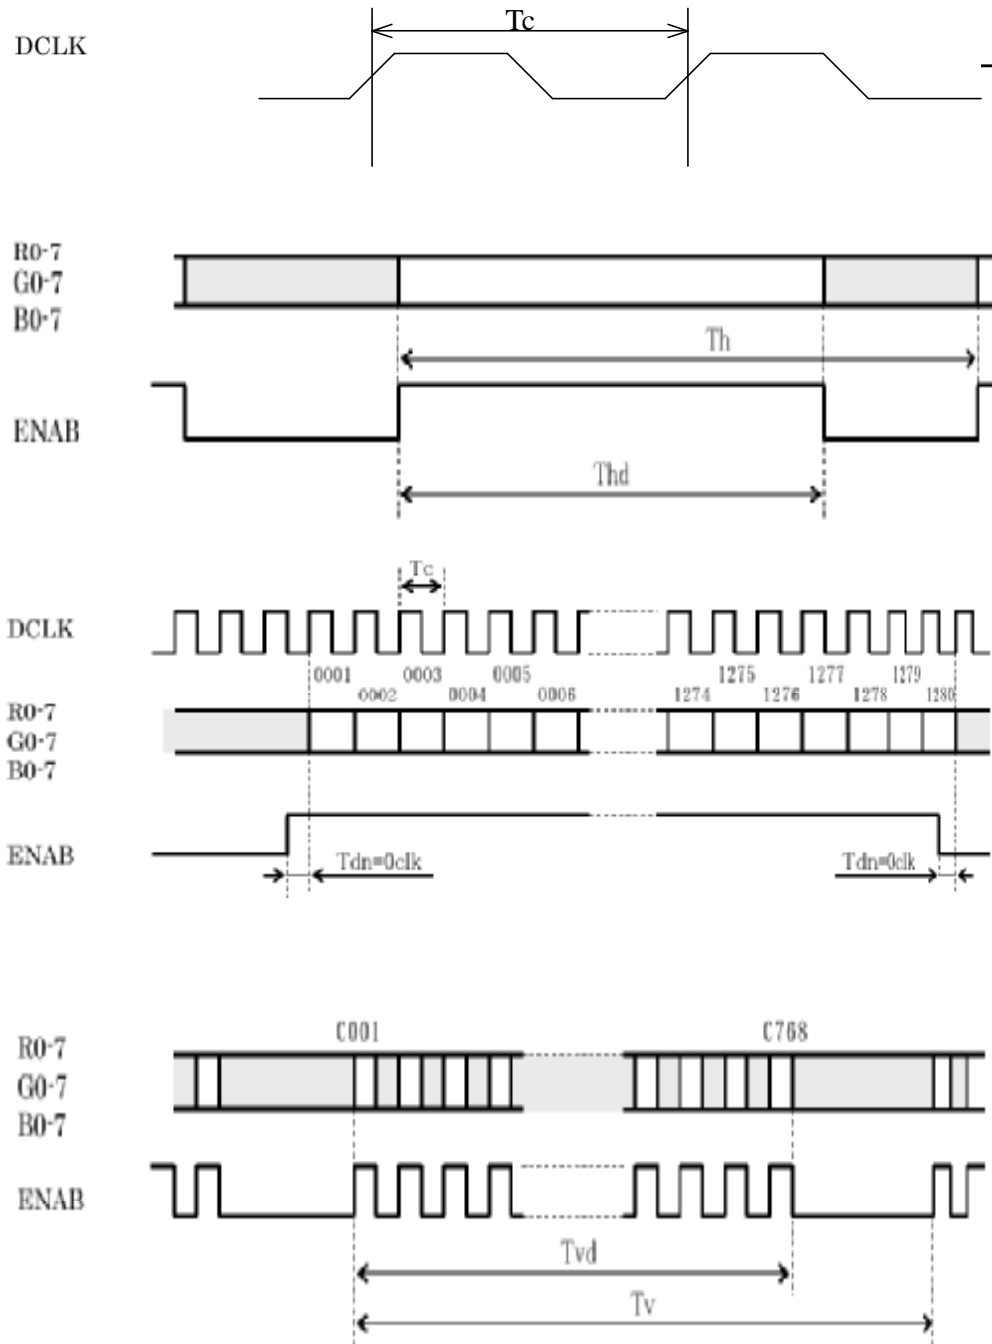 Tc
DCLK
R0-7
G0-7
B0-7
Th
ENAB
Thd
Tc
DCLK
0001 0003 0005 1275 1277 1279
0002 0004 0006 1274 1276 1278 1280
R0-7
G0-7
B0-7
ENAB
Tdn=0clk Tdn=0clk
C001 C768
R0-7
G0-7
B0-7
ENAB
Tvd
Tv